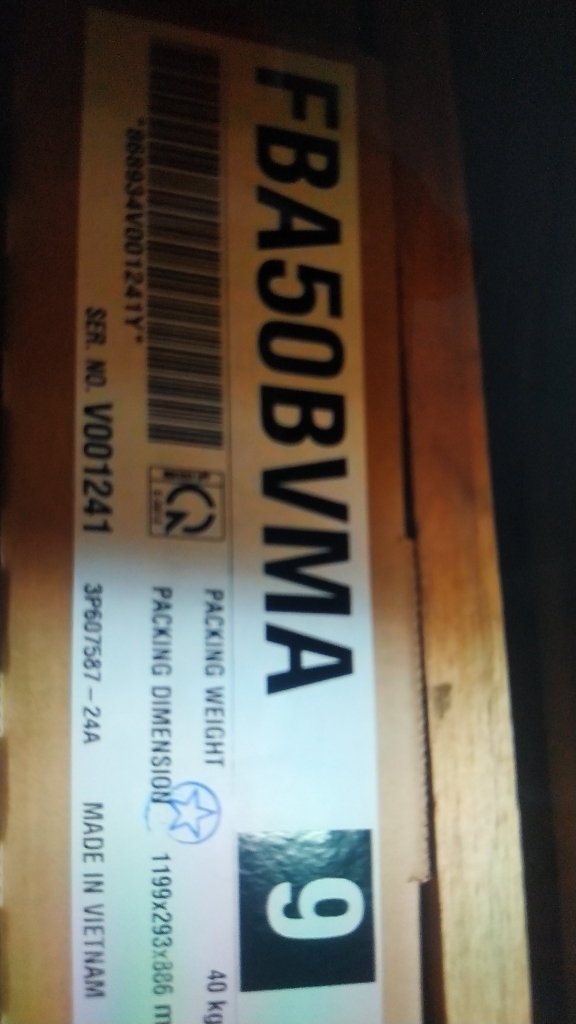 FBA50BVMA 9
PACKING WEIGHT 40 kg
PACKING DIMENSION 1199x293x886 m
*868934V001241Y*
SER. NO. V001241 3P607587-24A MADE IN VIETNAM